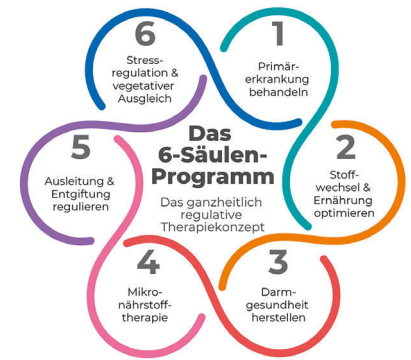 Das
6-Säulen-
Programm
Das ganzheitlich
regulative
Therapiekonzept
1
Primär-
erkrankung
behandeln
2
Stoff-
wechsel &
Ernährung
optimieren
3
Darm-
gesundheit
herstellen
4
Mikro-
nährstoff-
therapie
5
Ausleitung &
Entgiftung
regulieren
6
Stress-
regulation &
vegetativer
Ausgleich